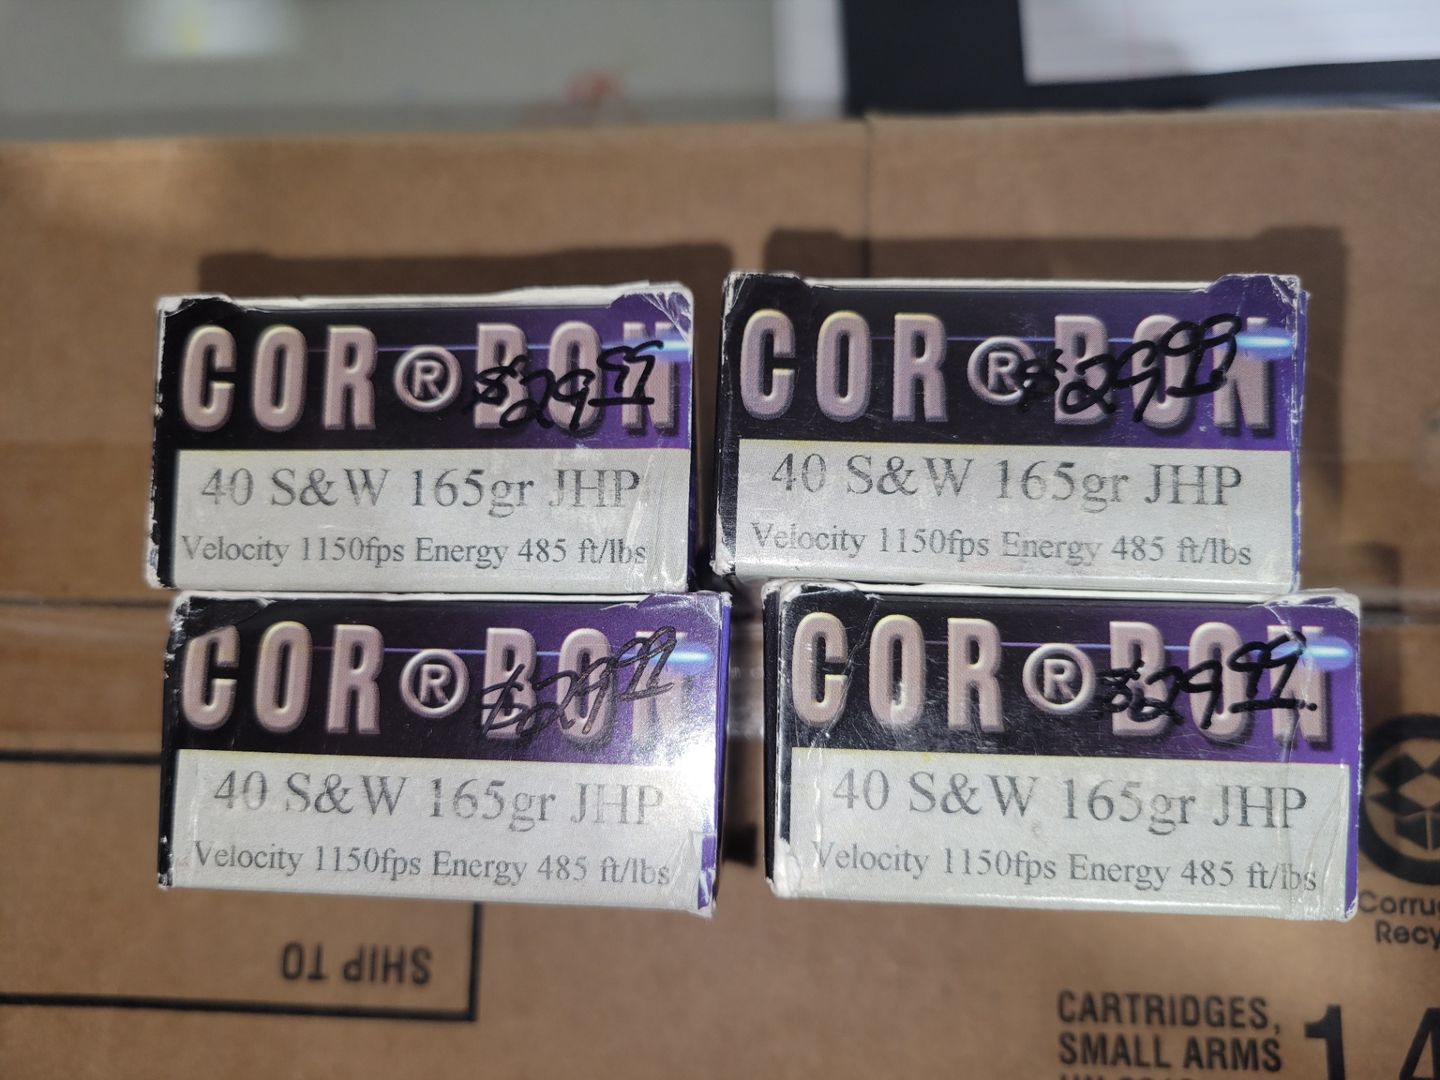 COR®BON
$29.99
40 S&W 165gr JHP
Velocity 1150fps Energy 485 ft/lbs
COR®BON
$29.99
40 S&W 165gr JHP
Velocity 1150fps Energy 485 ft/lbs
COR®BON
$29.99
40 S&W 165gr JHP
Velocity 1150fps Energy 485 ft/lbs
COR®BON
$29.99
40 S&W 165gr JHP
Velocity 1150fps Energy 485 ft/lbs
SHIP TO
CARTRIDGES,
SMALL ARMS